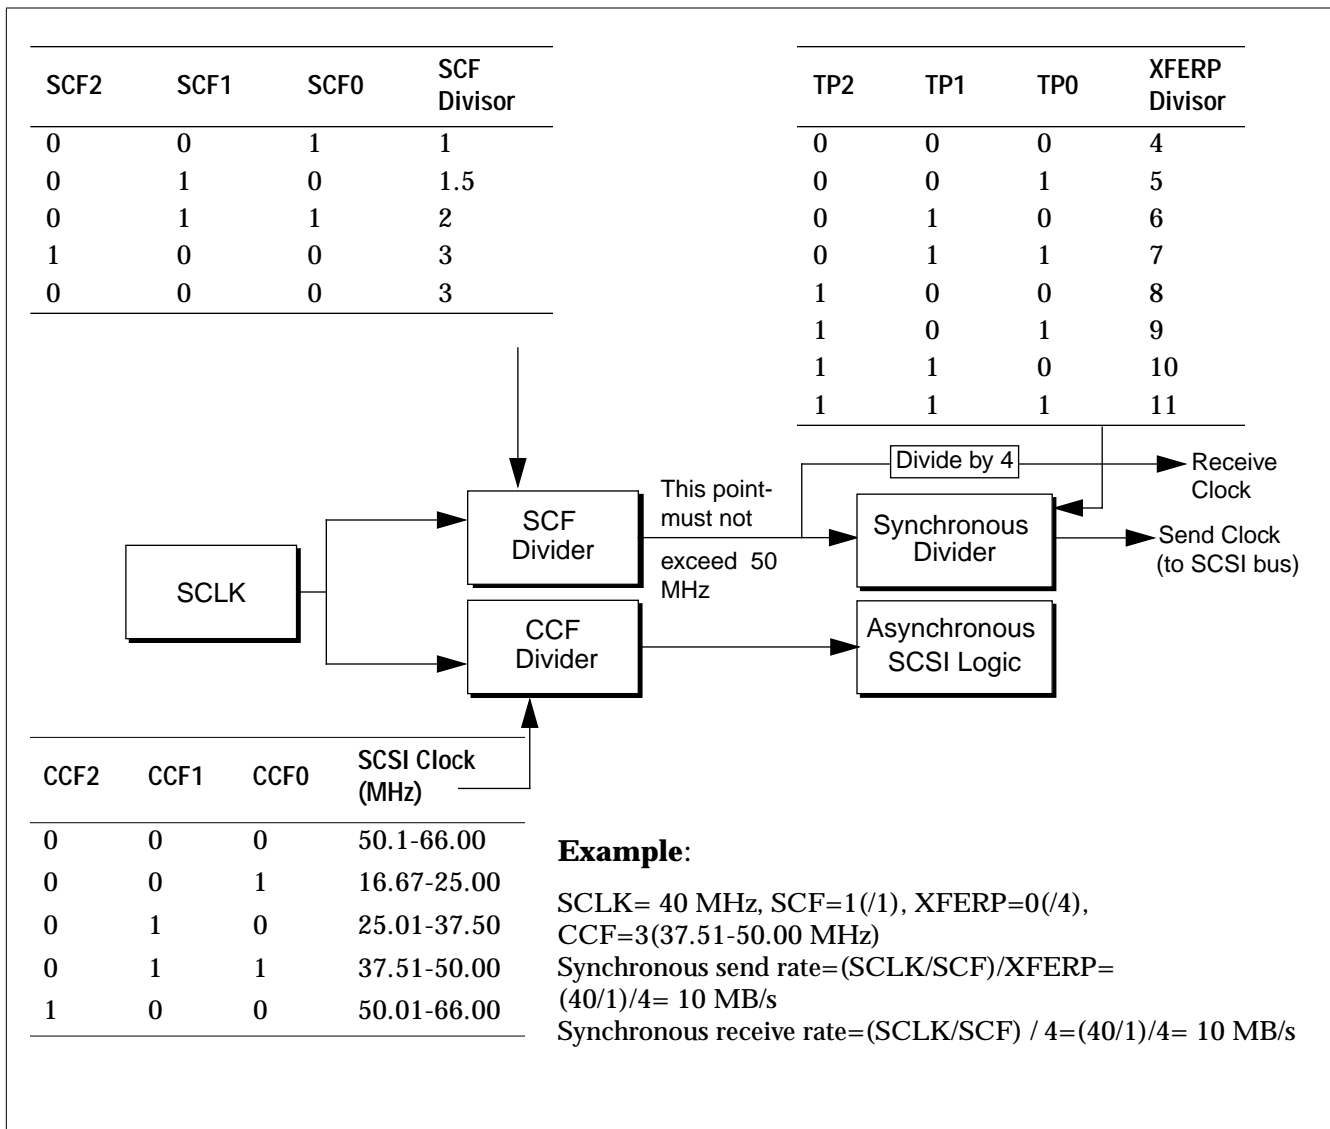 SCF2 SCF1 SCF0 SCF Divisor
0 0 1 1
0 1 0 1.5
0 1 1 2
1 0 0 3
0 0 0 3
TP2 TP1 TP0 XFERP Divisor
0 0 0 4
0 0 1 5
0 1 0 6
0 1 1 7
1 0 0 8
1 0 1 9
1 1 0 10
1 1 1 11
Divide by 4
Receive
Clock
SCF
Divider
This point-
must not
exceed 50
MHz
Synchronous
Divider
Send Clock
(to SCSI bus)
SCLK
CCF
Divider
Asynchronous
SCSI Logic
CCF2 CCF1 CCF0 SCSI Clock (MHz)
0 0 0 50.1-66.00
0 0 1 16.67-25.00
0 1 0 25.01-37.50
0 1 1 37.51-50.00
1 0 0 50.01-66.00
Example:
SCLK= 40 MHz, SCF=1(/1), XFERP=0(/4),
CCF=3(37.51-50.00 MHz)
Synchronous send rate=(SCLK/SCF)/XFERP=
(40/1)/4= 10 MB/s
Synchronous receive rate=(SCLK/SCF) / 4=(40/1)/4= 10 MB/s